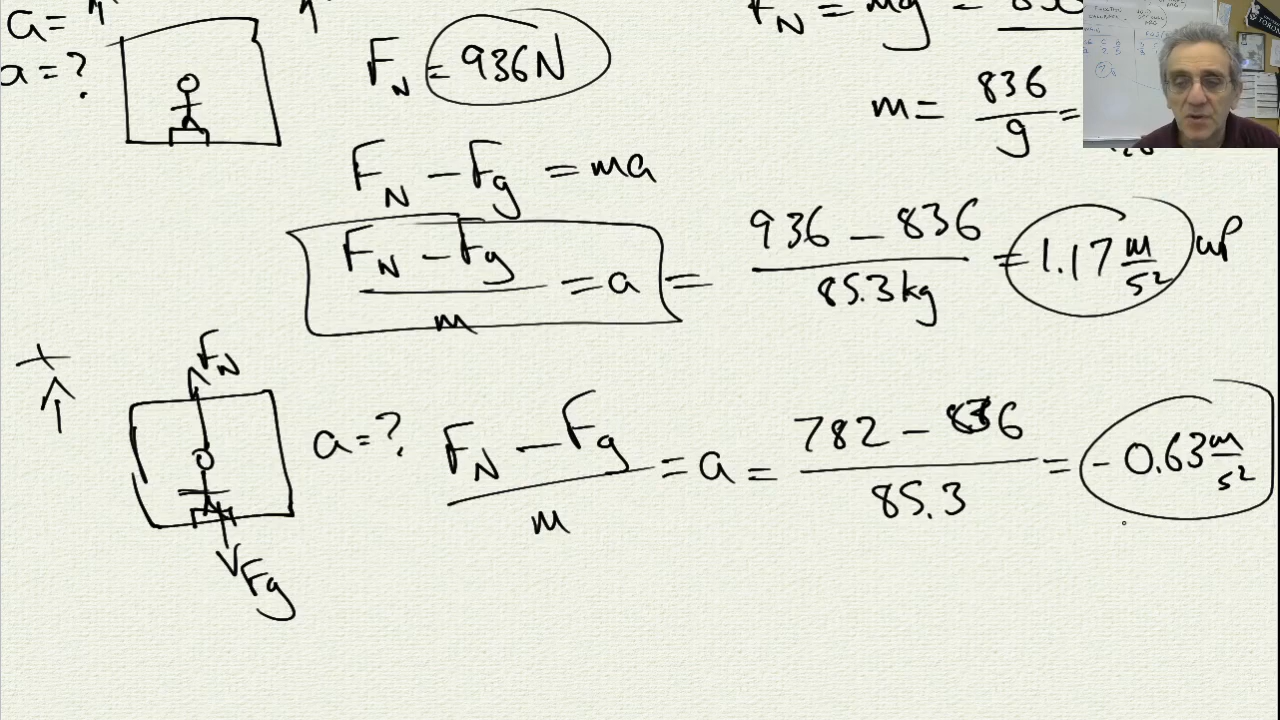 a =
a = ?
F_N = 936N
F_N = mg =
m = 836/g =
F_N - F_g = ma
(F_N - F_g)/m = a = (936 - 836)/85.3kg = 1.17 m/s² up
+
F_N
a = ? (F_N - F_g)/m = a = (782 - 836)/85.3 = -0.63 m/s²
F_g